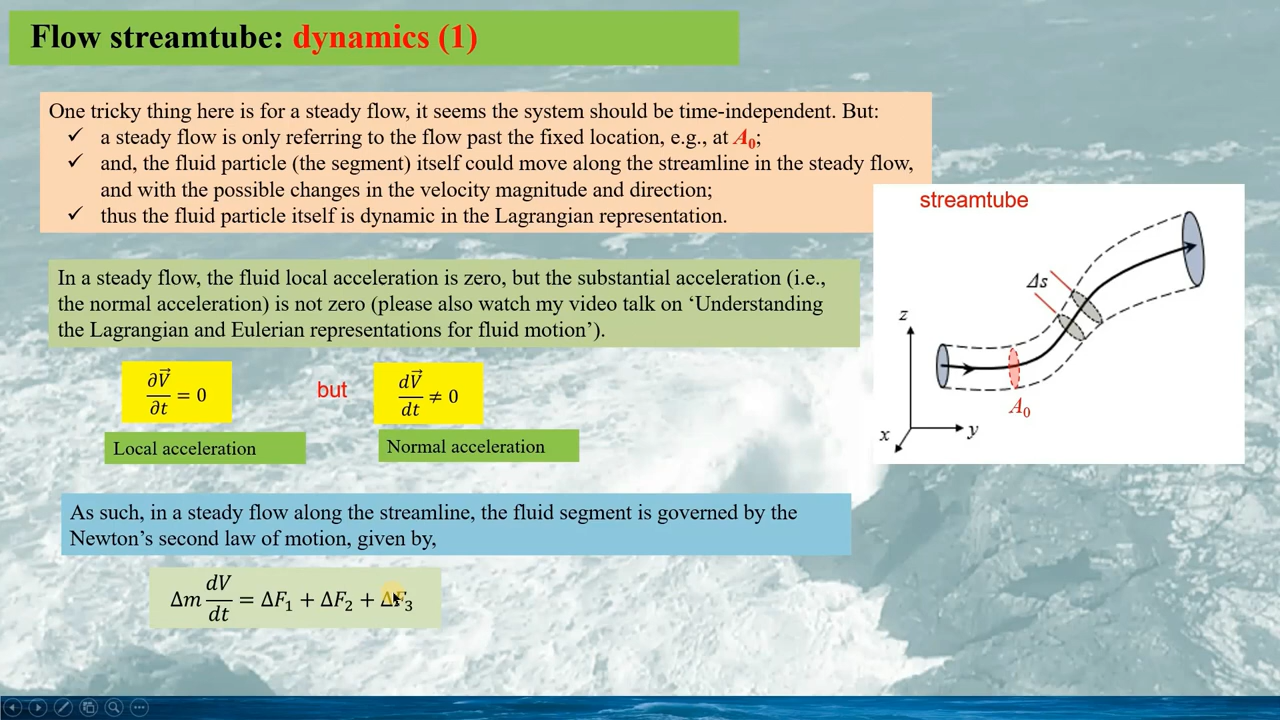 Flow streamtube: dynamics (1)
One tricky thing here is for a steady flow, it seems the system should be time-independent. But:
✓ a steady flow is only referring to the flow past the fixed location, e.g., at A₀;
✓ and, the fluid particle (the segment) itself could move along the streamline in the steady flow,
and with the possible changes in the velocity magnitude and direction;
✓ thus the fluid particle itself is dynamic in the Lagrangian representation.
streamtube
Δs
z
A₀
y
x
In a steady flow, the fluid local acceleration is zero, but the substantial acceleration (i.e.,
the normal acceleration) is not zero (please also watch my video talk on ‘Understanding
the Lagrangian and Eulerian representations for fluid motion’).
∂V⃗/∂t = 0
but
dV⃗/dt ≠ 0
Local acceleration
Normal acceleration
As such, in a steady flow along the streamline, the fluid segment is governed by the
Newton’s second law of motion, given by,
Δm dV/dt = ΔF₁ + ΔF₂ + ΔF₃